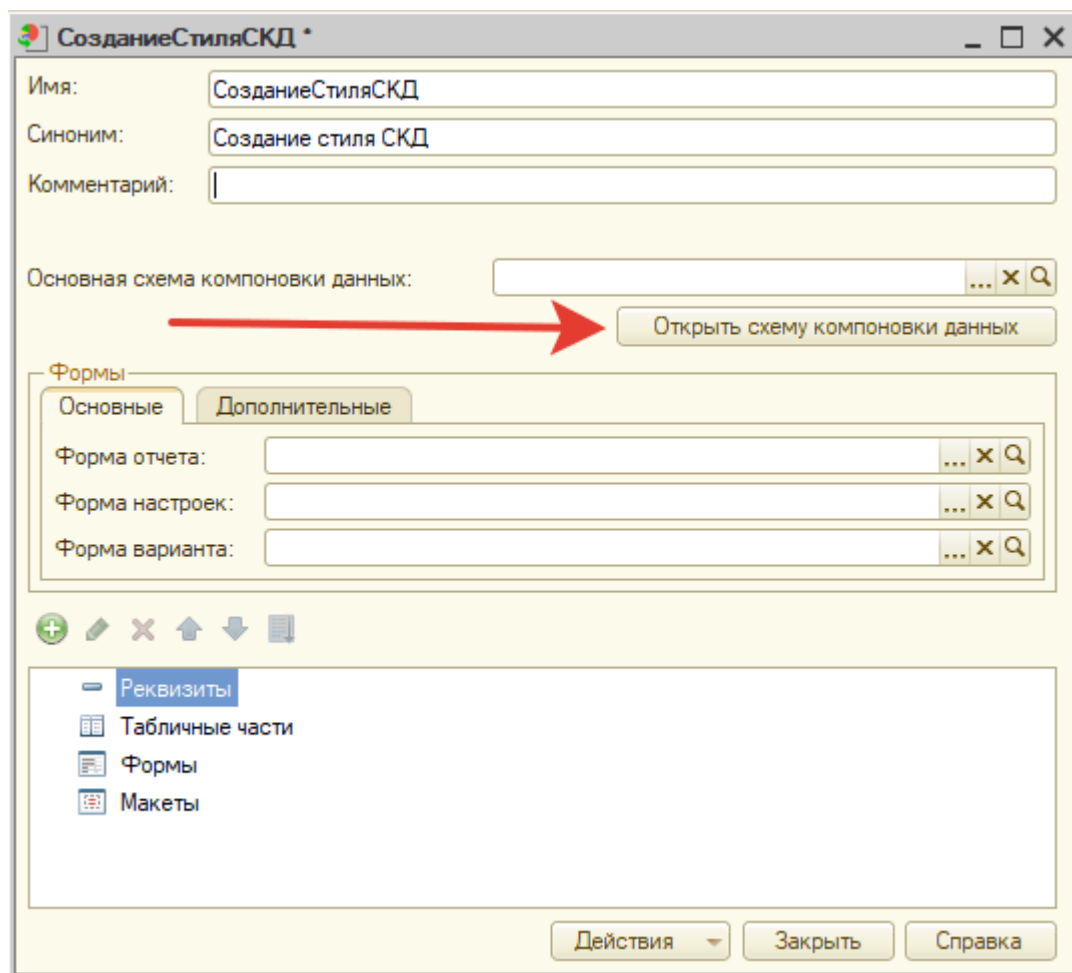 СозданиеСтиляСКД *
Имя: СозданиеСтиляСКД
Синоним: Создание стиля СКД
Комментарий:
Основная схема компоновки данных: ...
Открыть схему компоновки данных
Формы
Основные Дополнительные
Форма отчета: ...
Форма настроек: ...
Форма варианта: ...
Реквизиты
Табличные части
Формы
Макеты
Действия Закрыть Справка